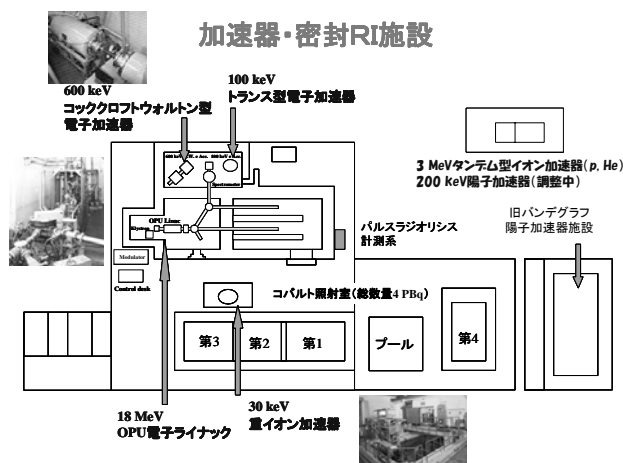 加速器・密封RI施設
600 keV
コッククロフトウォルトン型
電子加速器
100 keV
トランス型電子加速器
3 MeVタンデム型イオン加速器(p, He)
200 keV陽子加速器(調整中)
Spectrometer
OPU Linac
Klystron
Modulator
Control desk
パルスラジオリシス
計測系
旧バンデグラフ
陽子加速器施設
コバルト照射室(総数量4 PBq)
第3
第2
第1
プール
第4
18 MeV
OPU電子ライナック
30 keV
重イオン加速器